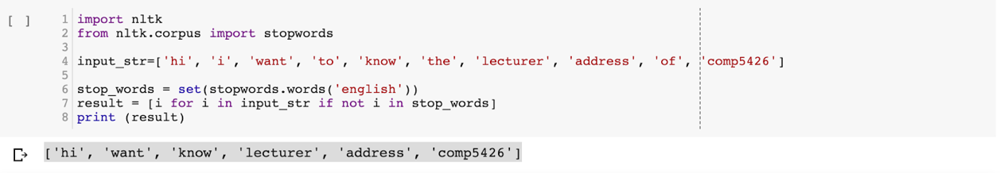 [ ]
1 import nltk
2 from nltk.corpus import stopwords
3
4 input_str=['hi', 'i', 'want', 'to', 'know', 'the', 'lecturer', 'address', 'of', 'comp5426']
5
6 stop_words = set(stopwords.words('english'))
7 result = [i for i in input_str if not i in stop_words]
8 print (result)
['hi', 'want', 'know', 'lecturer', 'address', 'comp5426']